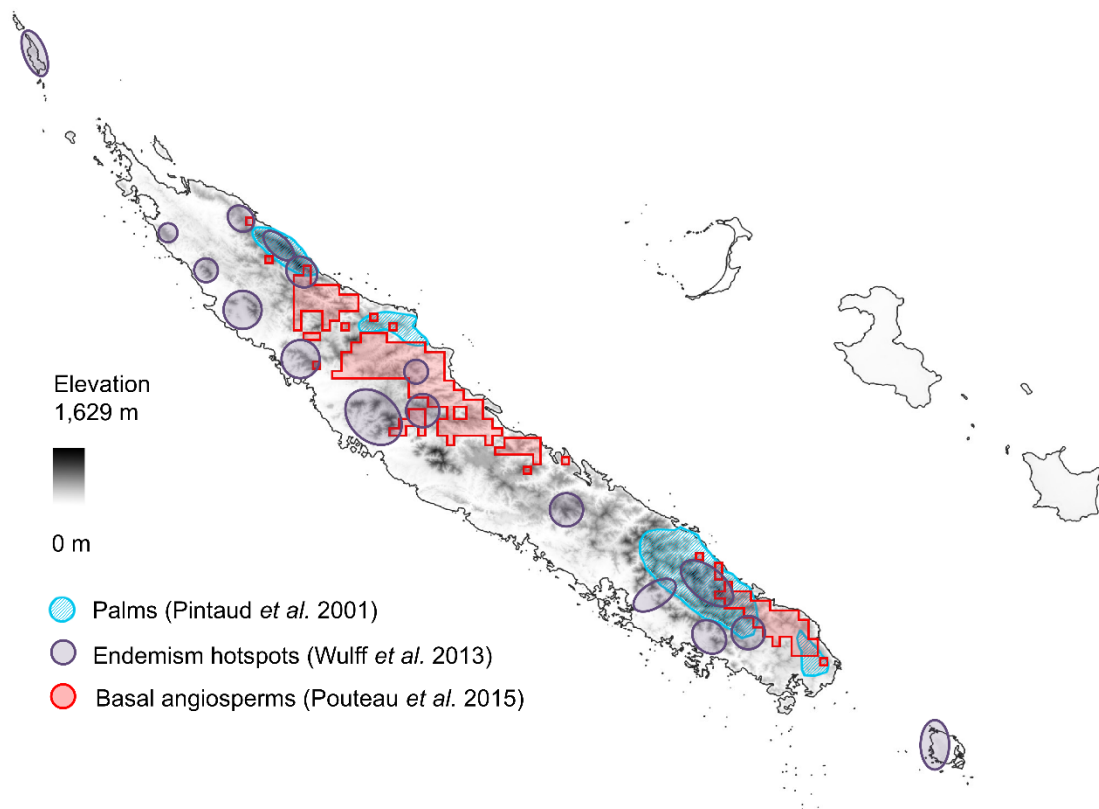 Elevation
1,629 m
0 m
Palms (Pintaud et al. 2001)
Endemism hotspots (Wulff et al. 2013)
Basal angiosperms (Pouteau et al. 2015)